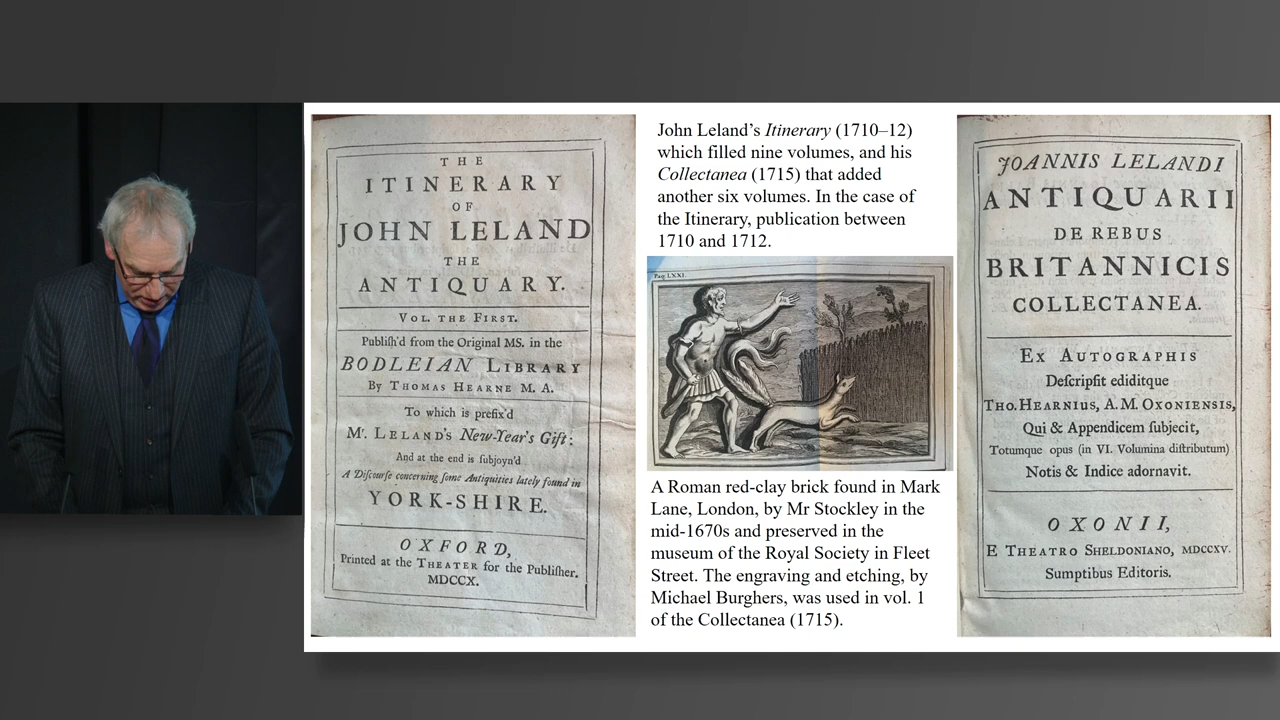 THE
ITINERARY
OF
JOHN LELAND
THE
ANTIQUARY.
VOL. THE FIRST.
Publiſh'd from the Original MS. in the
BODLEIAN LIBRARY
By THOMAS HEARNE M. A.
To which is prefix'd
Mr. LELAND'S New-Year's Gift:
And at the end is ſubjoyn'd
A Diſcourſe concerning ſome Antiquities lately found in
YORK-SHIRE.
OXFORD,
Printed at the THEATER for the Publiſher.
MDCCX.
John Leland's Itinerary (1710–12)
which filled nine volumes, and his
Collectanea (1715) that added
another six volumes. In the case of
the Itinerary, publication between
1710 and 1712.
Pag. LXXI.
A Roman red-clay brick found in Mark
Lane, London, by Mr Stockley in the
mid-1670s and preserved in the
museum of the Royal Society in Fleet
Street. The engraving and etching, by
Michael Burghers, was used in vol. 1
of the Collectanea (1715).
JOANNIS LELANDI
ANTIQUARII
DE REBUS
BRITANNICIS
COLLECTANEA.
EX AUTOGRAPHIS
Deſcripſit ediditque
THO. HEARNIUS, A.M. OXONIENSIS,
Qui & Appendicem ſubjecit,
Totumque opus (in VI. Volumina diſtributum)
Notis & Indice adornavit.
OXONII,
E THEATRO SHELDONIANO, MDCCXV.
Sumptibus Editoris.